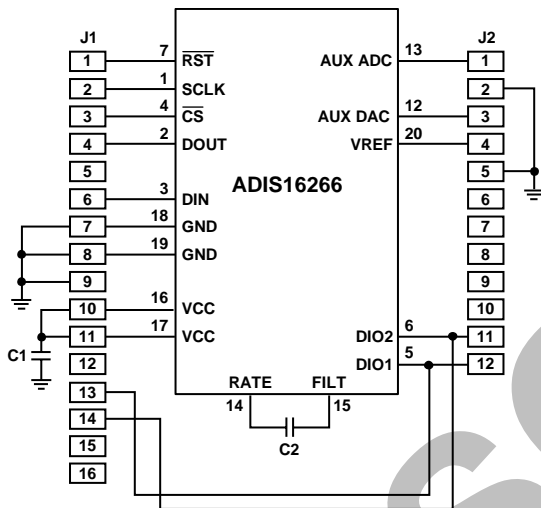 J1
J2
1
7
RST
AUX ADC
13
1
2
1
SCLK
2
3
4
CS
AUX DAC
12
3
4
2
DOUT
VREF
20
4
5
5
ADIS16266
6
3
DIN
6
7
18
GND
7
8
19
GND
8
9
9
10
16
VCC
10
11
17
VCC
DIO2
6
11
C1
12
DIO1
5
12
13
RATE
FILT
14
14
15
C2
15
16